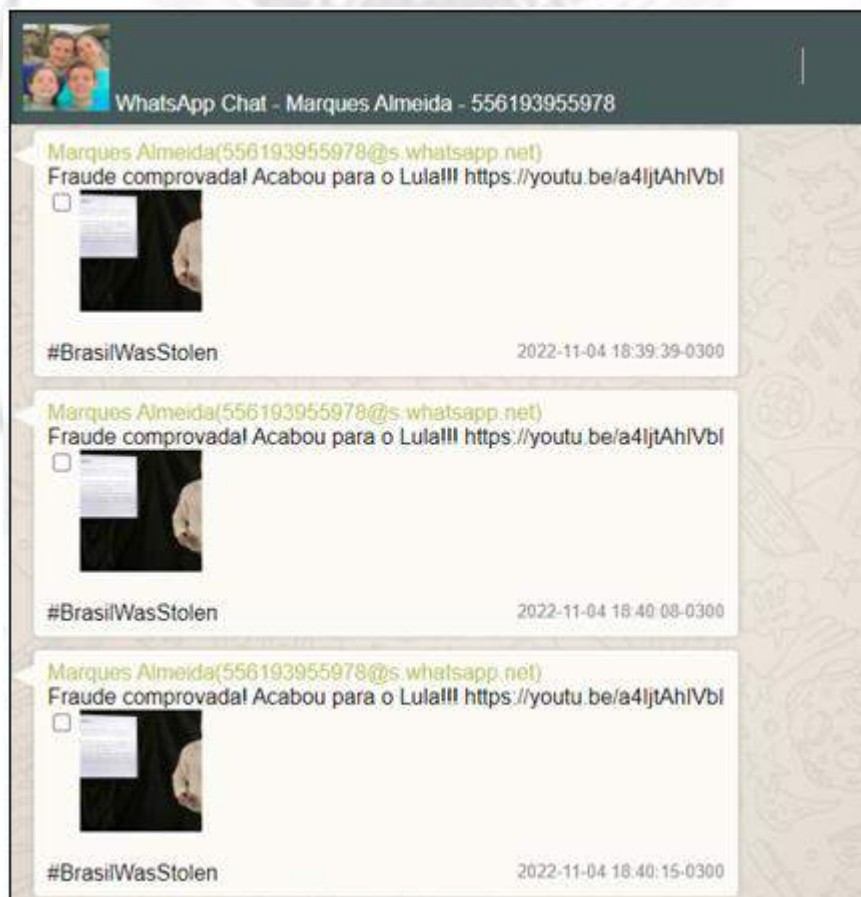 WhatsApp Chat - Marques Almeida - 556193955978
Marques Almeida(556193955978@s.whatsapp.net)
Fraude comprovada! Acabou para o Lula!!! https://youtu.be/a4IjtAhIVbI
#BrasilWasStolen 2022-11-04 18:39:39-0300
Marques Almeida(556193955978@s.whatsapp.net)
Fraude comprovada! Acabou para o Lula!!! https://youtu.be/a4IjtAhIVbI
#BrasilWasStolen 2022-11-04 18:40:08-0300
Marques Almeida(556193955978@s.whatsapp.net)
Fraude comprovada! Acabou para o Lula!!! https://youtu.be/a4IjtAhIVbI
#BrasilWasStolen 2022-11-04 18:40:15-0300